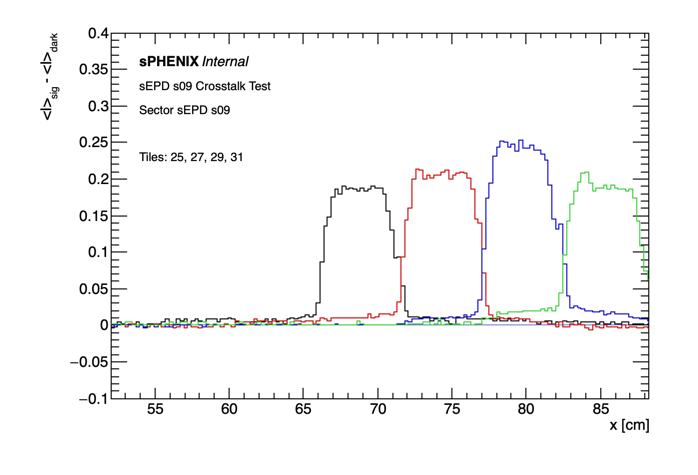 0.4
0.35
0.3
0.25
0.2
0.15
0.1
0.05
0
−0.05
−0.1
<I>sig - <I>dark
sPHENIX Internal
sEPD s09 Crosstalk Test
Sector sEPD s09
Tiles: 25, 27, 29, 31
55 60 65 70 75 80 85
x [cm]